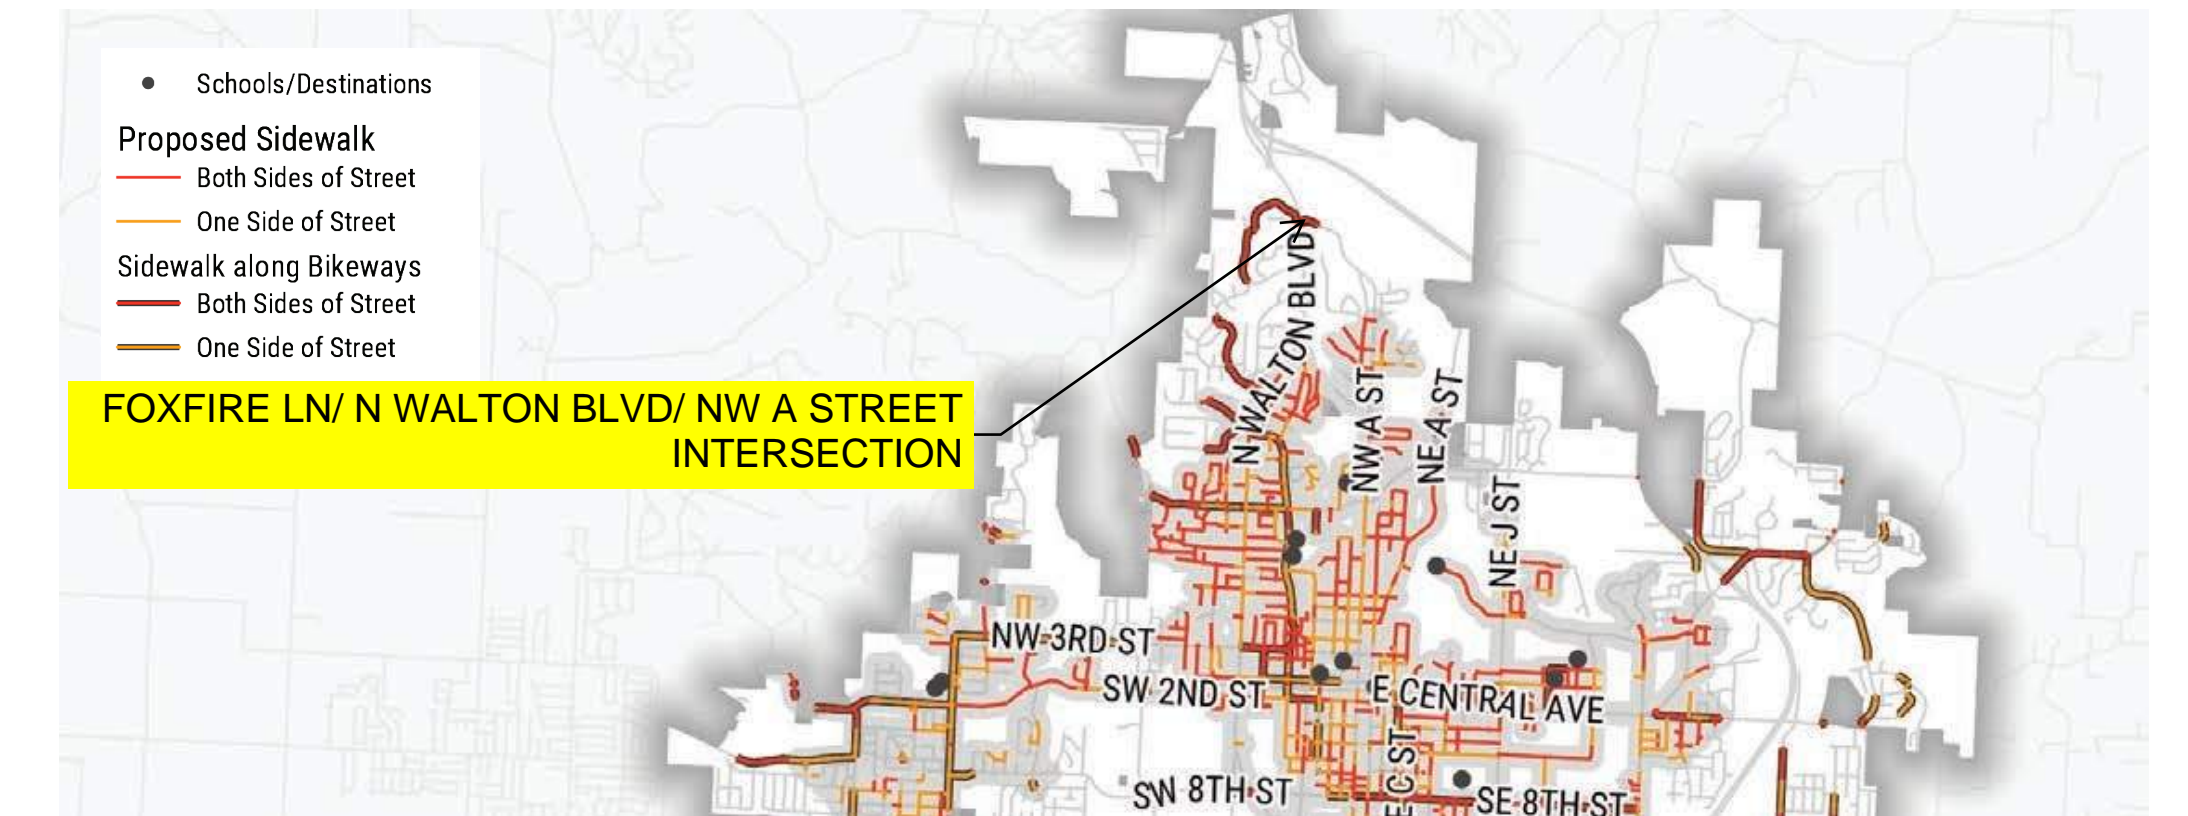 Schools/Destinations
Proposed Sidewalk
Both Sides of Street
One Side of Street
Sidewalk along Bikeways
Both Sides of Street
One Side of Street
FOXFIRE LN/ N WALTON BLVD/ NW A STREET
INTERSECTION
N WALTON BLVD
NW A ST
NE A ST
NE J ST
NW 3RD ST
SW 2ND ST
E CENTRAL AVE
E C ST
SW 8TH ST
SE 8TH ST